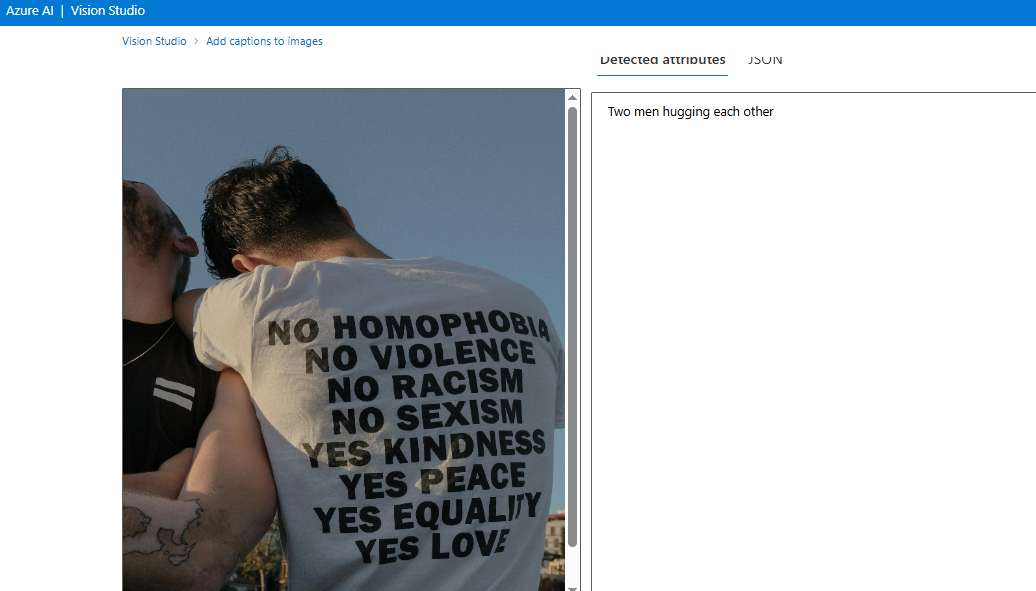 Azure AI | Vision Studio
Vision Studio > Add captions to images
Detected attributes JSON
Two men hugging each other
NO HOMOPHOBIA
NO VIOLENCE
NO RACISM
NO SEXISM
YES KINDNESS
YES PEACE
YES EQUALITY
YES LOVE